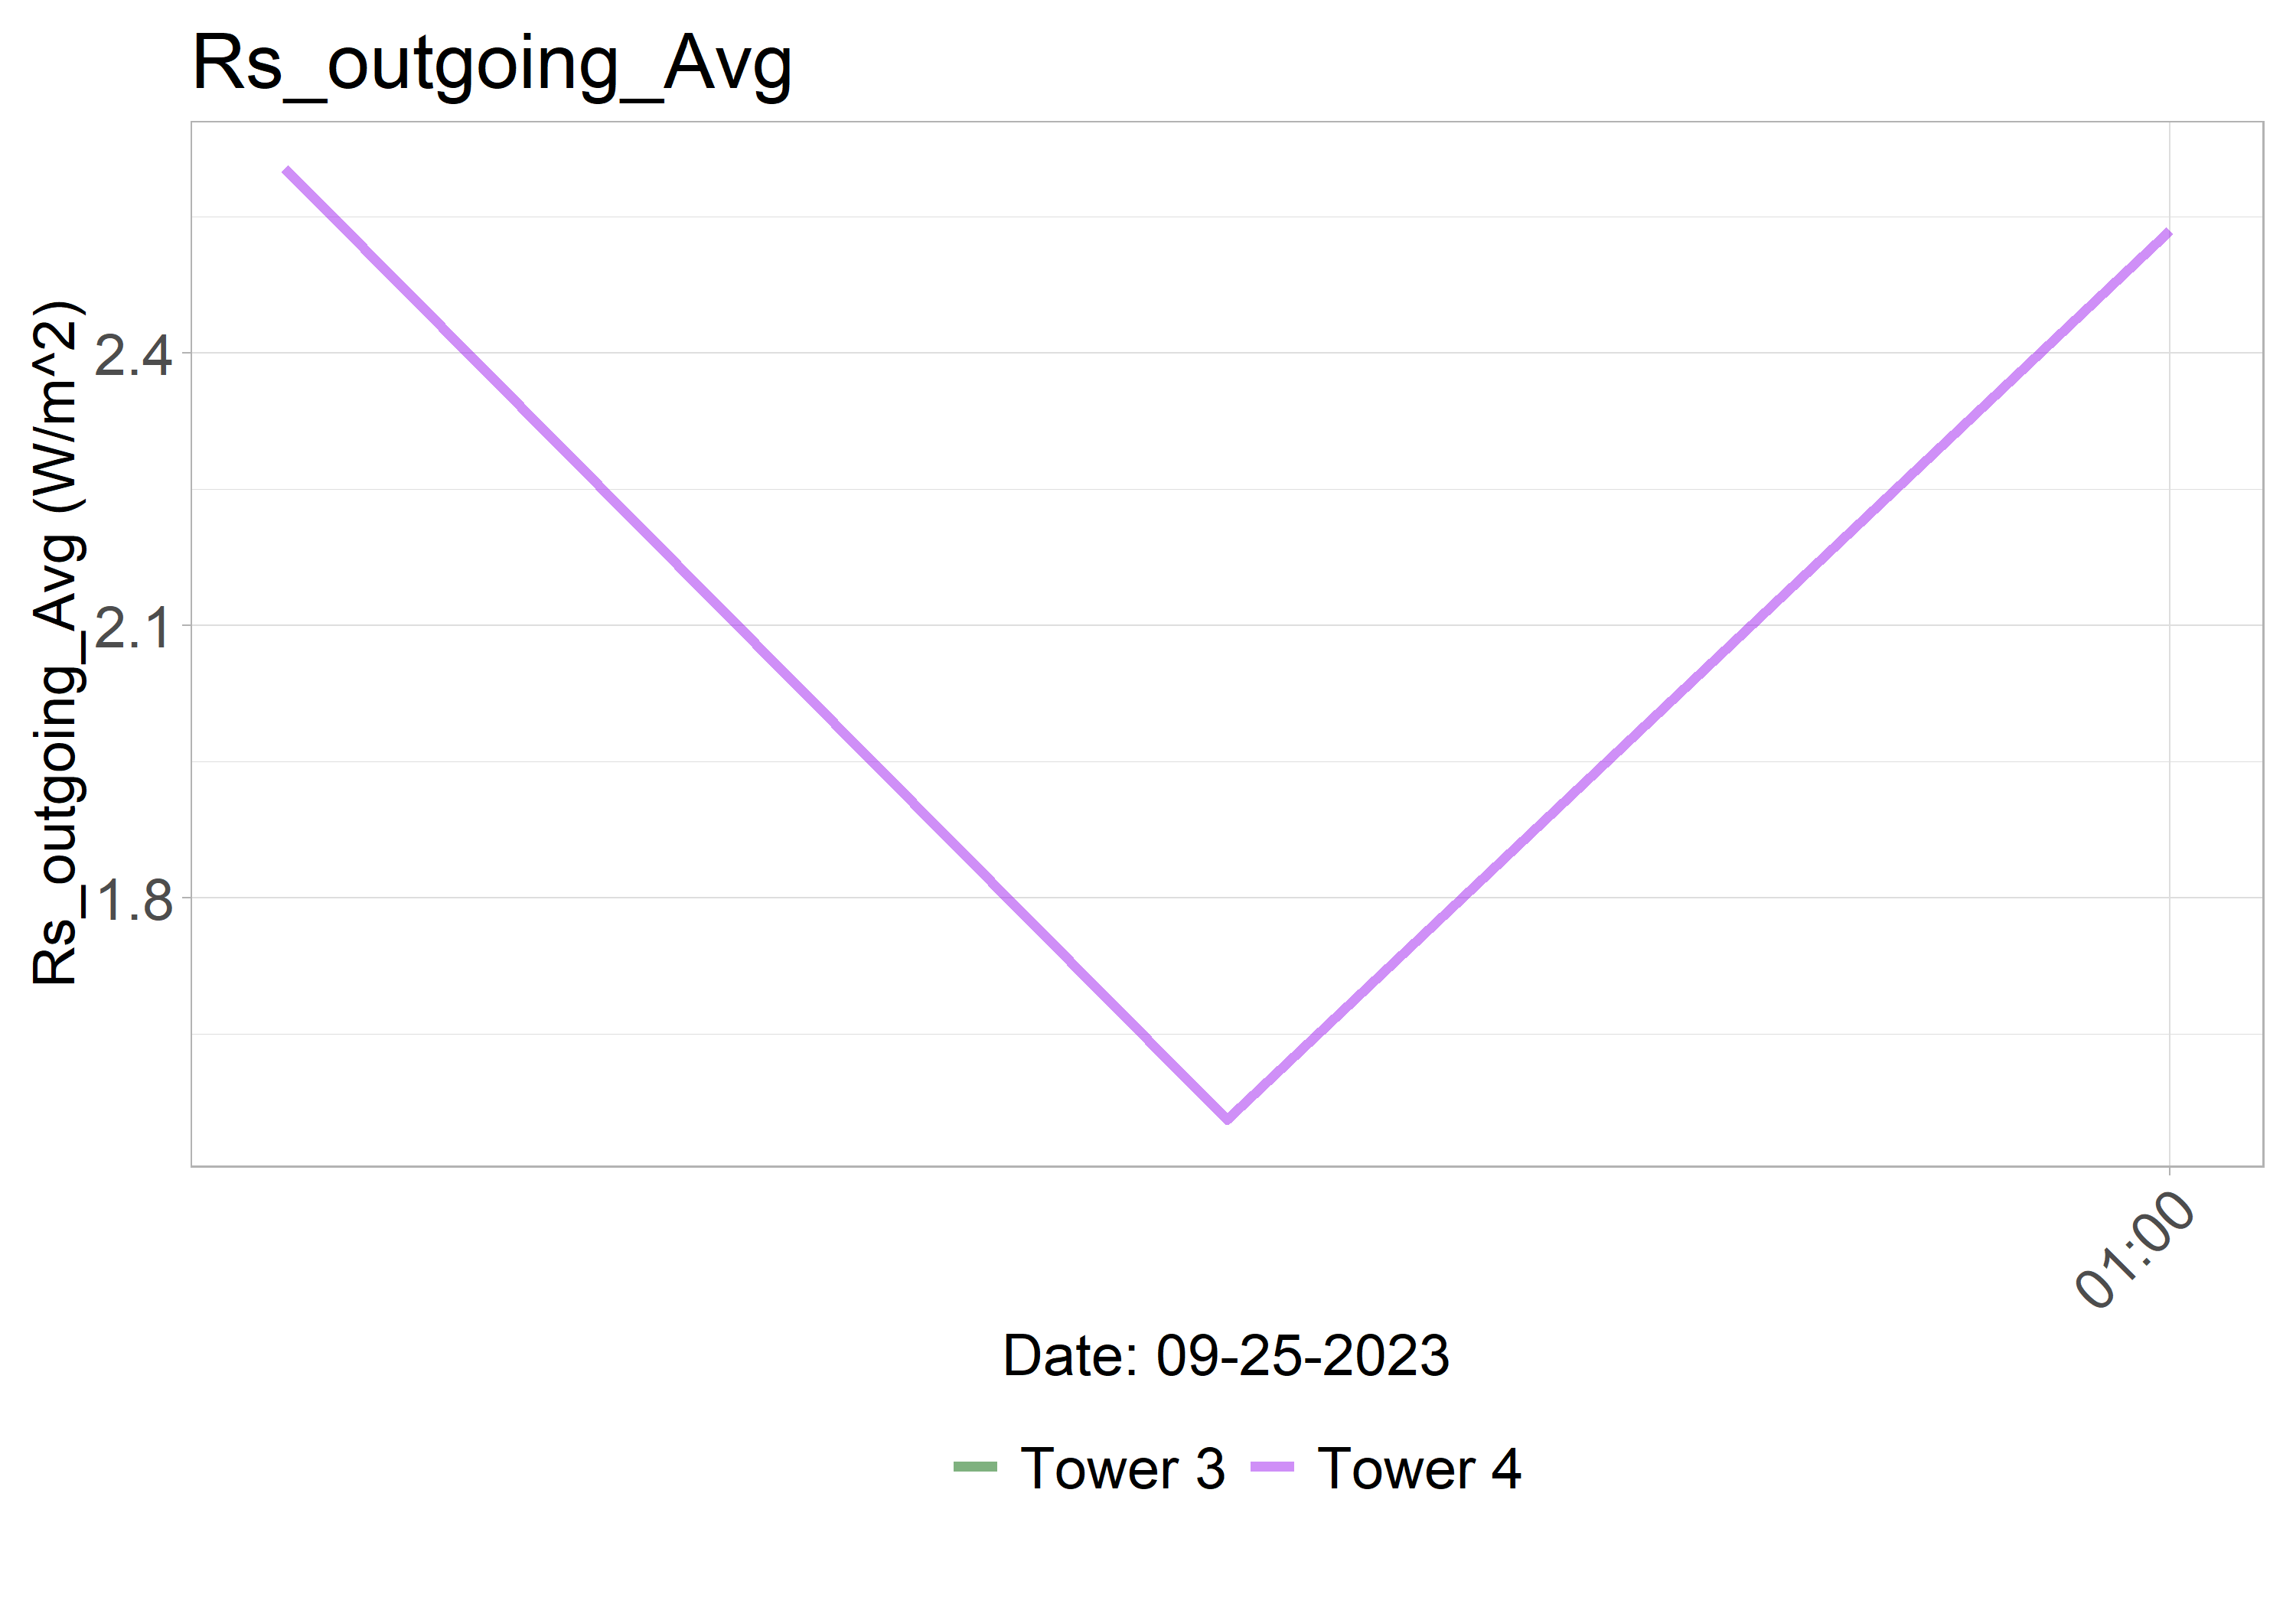 Rs_outgoing_Avg
Rs_outgoing_Avg (W/m^2)
2.4
2.1
1.8
01:00
Date: 09-25-2023
Tower 3 Tower 4